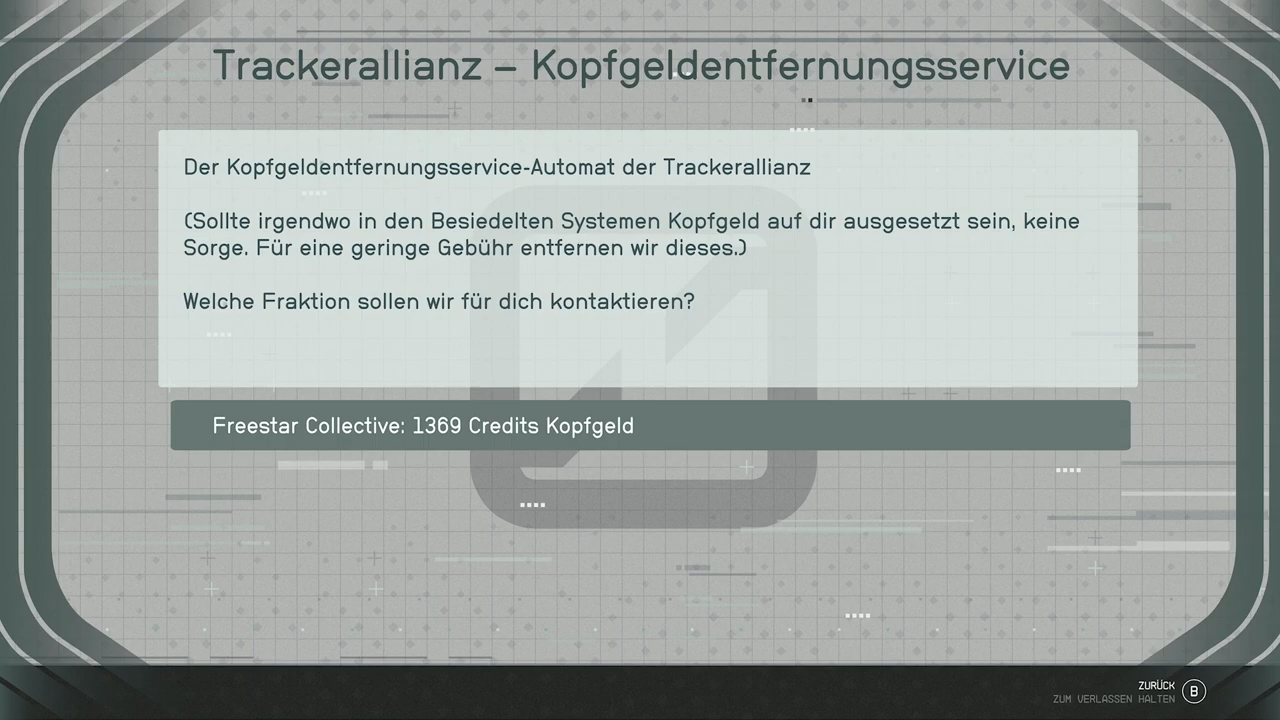 Trackerallianz – Kopfgeldentfernungsservice
Der Kopfgeldentfernungsservice-Automat der Trackerallianz
(Sollte irgendwo in den Besiedelten Systemen Kopfgeld auf dir ausgesetzt sein, keine
Sorge. Für eine geringe Gebühr entfernen wir dieses.)
Welche Fraktion sollen wir für dich kontaktieren?
Freestar Collective: 1369 Credits Kopfgeld
ZURÜCK
ZUM VERLASSEN HALTEN
B